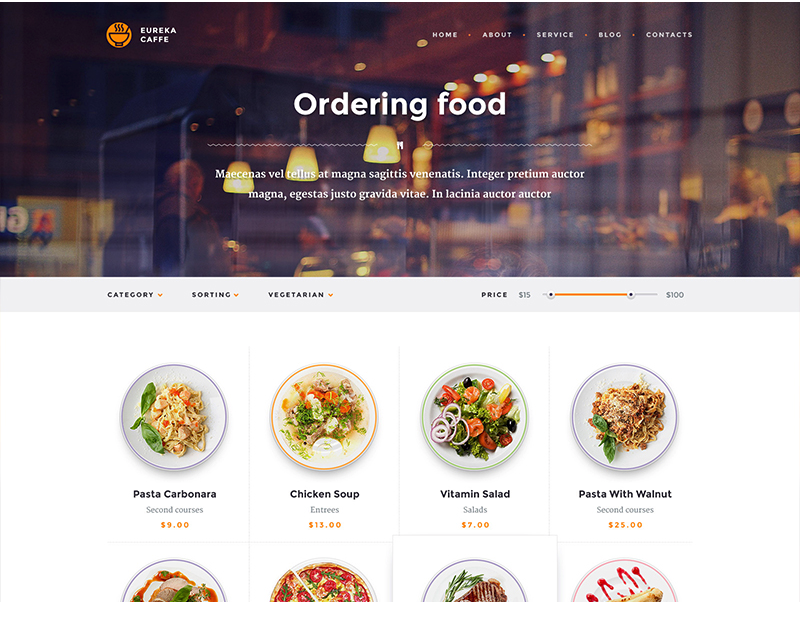 EUREKA
CAFFE
HOME • ABOUT • SERVICE • BLOG • CONTACTS
Ordering food
Maecenas vel tellus at magna sagittis venenatis. Integer pretium auctor
magna, egestas justo gravida vitae. In lacinia auctor auctor
CATEGORY SORTING VEGETARIAN PRICE $15 $100
Pasta Carbonara
Second courses
$9.00
Chicken Soup
Entrees
$13.00
Vitamin Salad
Salads
$7.00
Pasta With Walnut
Second courses
$25.00